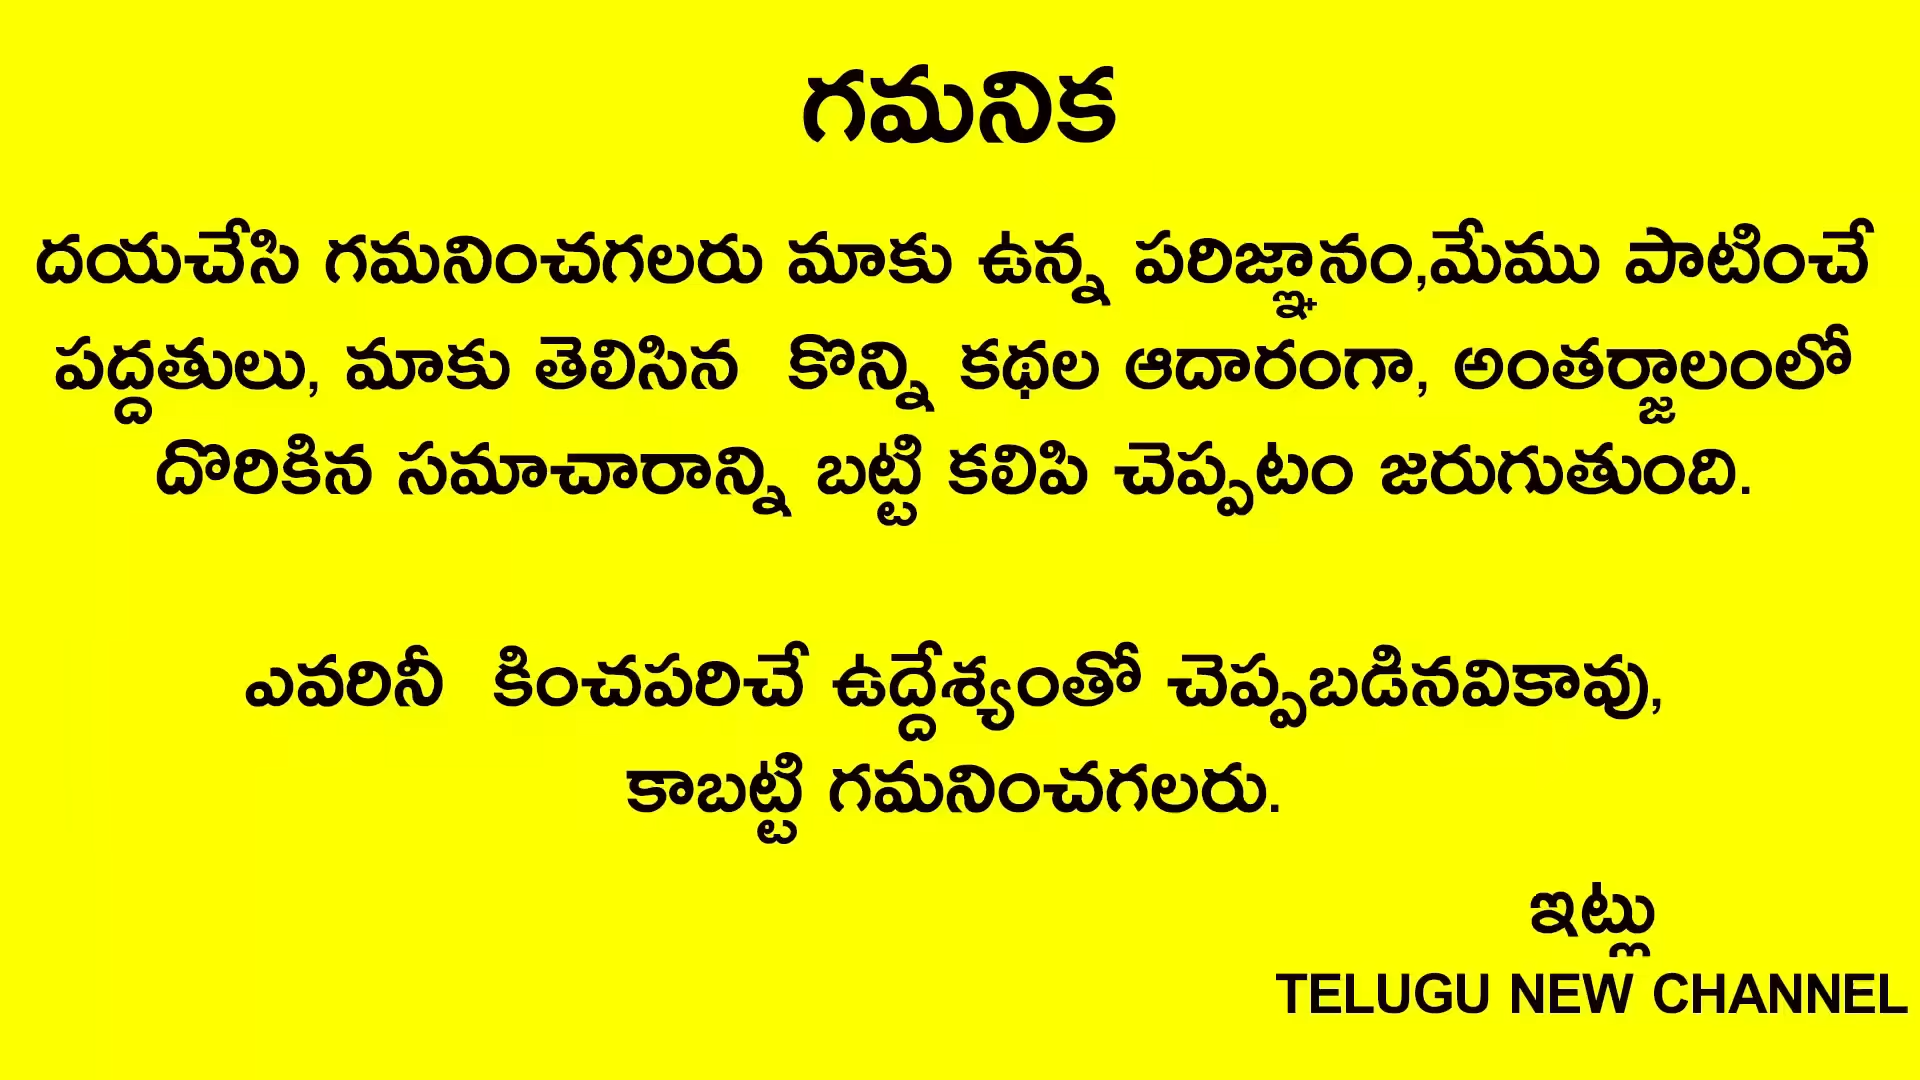 గమనిక
దయచేసి గమనించగలరు మాకు ఉన్న పరిజ్ఞానం,మేము పాటించే
పద్దతులు, మాకు తెలిసిన కొన్ని కథల ఆదారంగా, అంతర్జాలంలో
దొరికిన సమాచారాన్ని బట్టి కలిపి చెప్పటం జరుగుతుంది.
ఎవరినీ కించపరిచే ఉద్దేశ్యంతో చెప్పబడినవికావు,
కాబట్టి గమనించగలరు.
ఇట్లు
TELUGU NEW CHANNEL